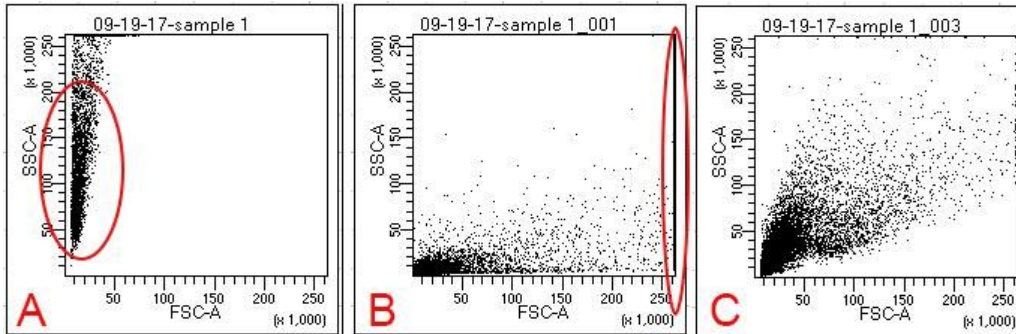 09-19-17-sample 1
(x 1,000)
SSC-A
50 100 150 200 250
50 100 150 200 250
FSC-A
(x 1,000)
A
09-19-17-sample 1_001
(x 1,000)
SSC-A
50 100 150 200 250
50 100 150 200 250
FSC-A
(x 1,000)
B
09-19-17-sample 1_003
(x 1,000)
SSC-A
50 100 150 200 250
50 100 150 200 250
FSC-A
(x 1,000)
C